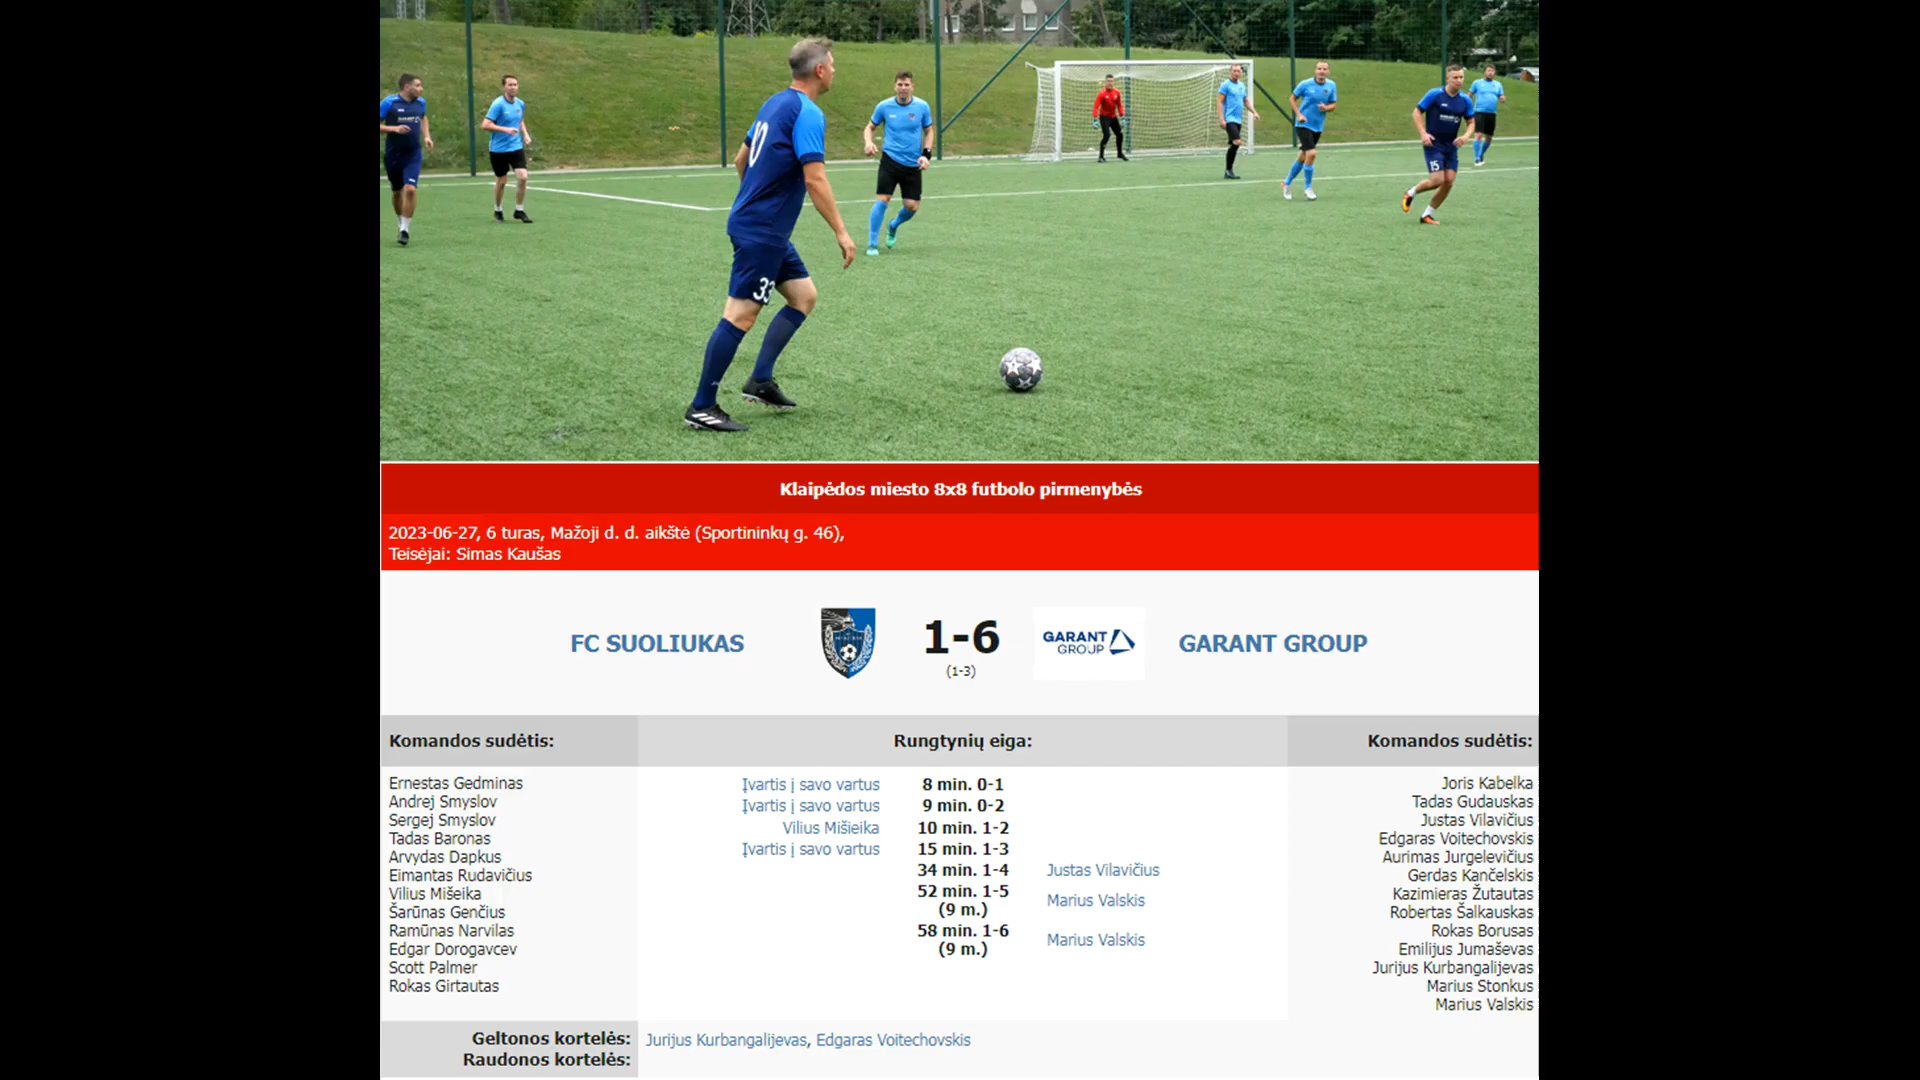 10
33
15
Klaipėdos miesto 8x8 futbolo pirmenybės
2023-06-27, 6 turas, Mažoji d. d. aikštė (Sportininkų g. 46),
Teisėjai: Simas Kaušas
FC SUOLIUKAS
1-6
(1-3)
GARANT
GROUP
GARANT GROUP
Komandos sudėtis:
Rungtynių eiga:
Komandos sudėtis:
Ernestas Gedminas
Andrej Smyslov
Sergej Smyslov
Tadas Baronas
Arvydas Dapkus
Eimantas Rudavičius
Vilius Mišeika
Šarūnas Genčius
Ramūnas Narvilas
Edgar Dorogavcev
Scott Palmer
Rokas Girtautas
Įvartis į savo vartus 8 min. 0-1
Įvartis į savo vartus 9 min. 0-2
Vilius Mišieika 10 min. 1-2
Įvartis į savo vartus 15 min. 1-3
34 min. 1-4 Justas Vilavičius
52 min. 1-5
(9 m.) Marius Valskis
58 min. 1-6
(9 m.) Marius Valskis
Joris Kabelka
Tadas Gudauskas
Justas Vilavičius
Edgaras Voitechovskis
Aurimas Jurgelevičius
Gerdas Kančelskis
Kazimieras Žutautas
Robertas Šalkauskas
Rokas Borusas
Emilijus Jumaševas
Jurijus Kurbangalijevas
Marius Stonkus
Marius Valskis
Geltonos kortelės: Jurijus Kurbangalijevas, Edgaras Voitechovskis
Raudonos kortelės: